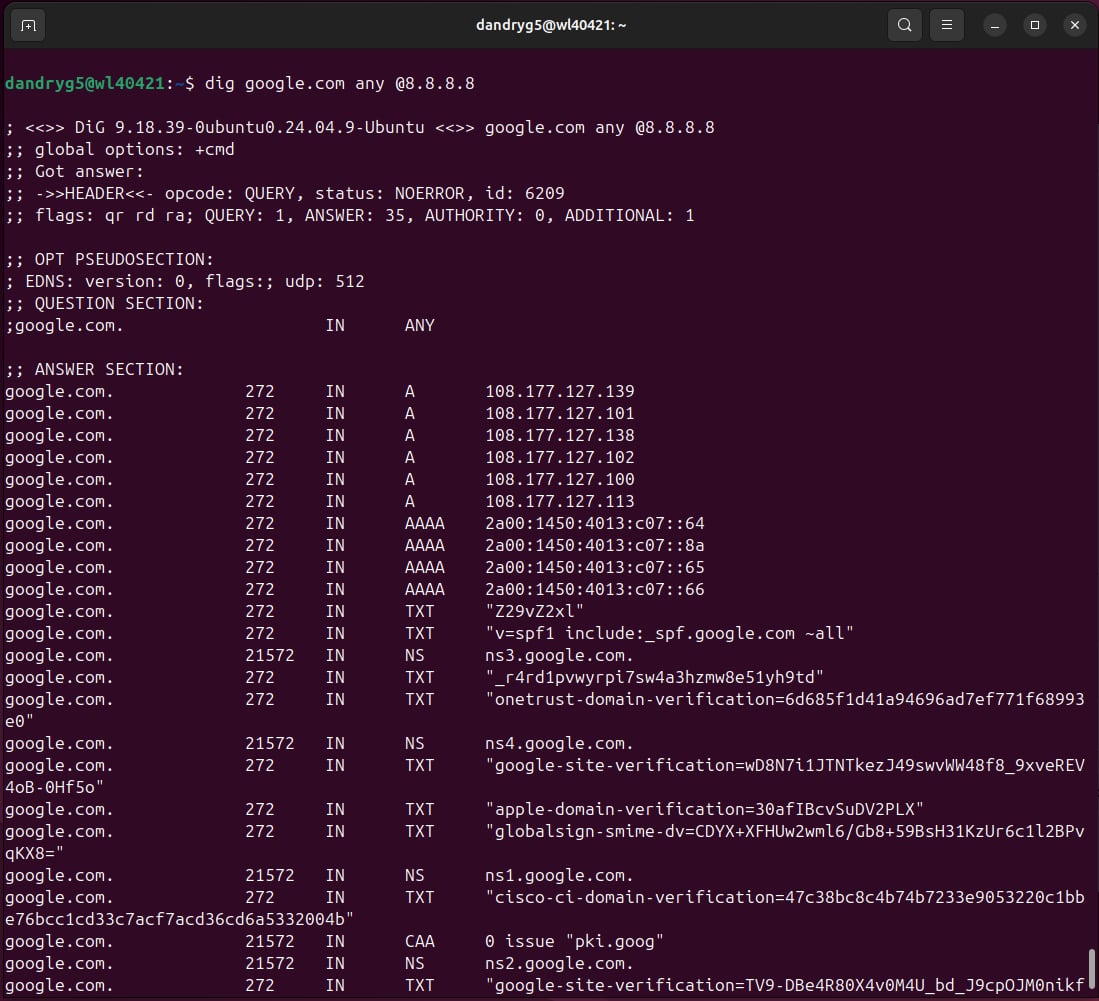 dandryg5@wl40421: ~
dandryg5@wl40421:~$ dig google.com any @8.8.8.8
; <<>> DiG 9.18.39-0ubuntu0.24.04.9-Ubuntu <<>> google.com any @8.8.8.8
;; global options: +cmd
;; Got answer:
;; ->>HEADER<<- opcode: QUERY, status: NOERROR, id: 6209
;; flags: qr rd ra; QUERY: 1, ANSWER: 35, AUTHORITY: 0, ADDITIONAL: 1
;; OPT PSEUDOSECTION:
; EDNS: version: 0, flags:; udp: 512
;; QUESTION SECTION:
;google.com. IN ANY
;; ANSWER SECTION:
google.com. 272 IN A 108.177.127.139
google.com. 272 IN A 108.177.127.101
google.com. 272 IN A 108.177.127.138
google.com. 272 IN A 108.177.127.102
google.com. 272 IN A 108.177.127.100
google.com. 272 IN A 108.177.127.113
google.com. 272 IN AAAA 2a00:1450:4013:c07::64
google.com. 272 IN AAAA 2a00:1450:4013:c07::8a
google.com. 272 IN AAAA 2a00:1450:4013:c07::65
google.com. 272 IN AAAA 2a00:1450:4013:c07::66
google.com. 272 IN TXT "Z29vZ2xl"
google.com. 272 IN TXT "v=spf1 include:_spf.google.com ~all"
google.com. 21572 IN NS ns3.google.com.
google.com. 272 IN TXT "_r4rd1pvwyrpi7sw4a3hzmw8e51yh9td"
google.com. 272 IN TXT "onetrust-domain-verification=6d685f1d41a94696ad7ef771f68993
e0"
google.com. 21572 IN NS ns4.google.com.
google.com. 272 IN TXT "google-site-verification=wD8N7i1JTNTkezJ49swvWW48f8_9xveREV
4oB-0Hf5o"
google.com. 272 IN TXT "apple-domain-verification=30afIBcvSuDV2PLX"
google.com. 272 IN TXT "globalsign-smime-dv=CDYX+XFHUw2wml6/Gb8+59BsH31KzUr6c1l2BPv
qKX8="
google.com. 21572 IN NS ns1.google.com.
google.com. 272 IN TXT "cisco-ci-domain-verification=47c38bc8c4b74b7233e9053220c1bb
e76bcc1cd33c7acf7acd36cd6a5332004b"
google.com. 21572 IN CAA 0 issue "pki.goog"
google.com. 21572 IN NS ns2.google.com.
google.com. 272 IN TXT "google-site-verification=TV9-DBe4R80X4v0M4U_bd_J9cpOJM0nikf